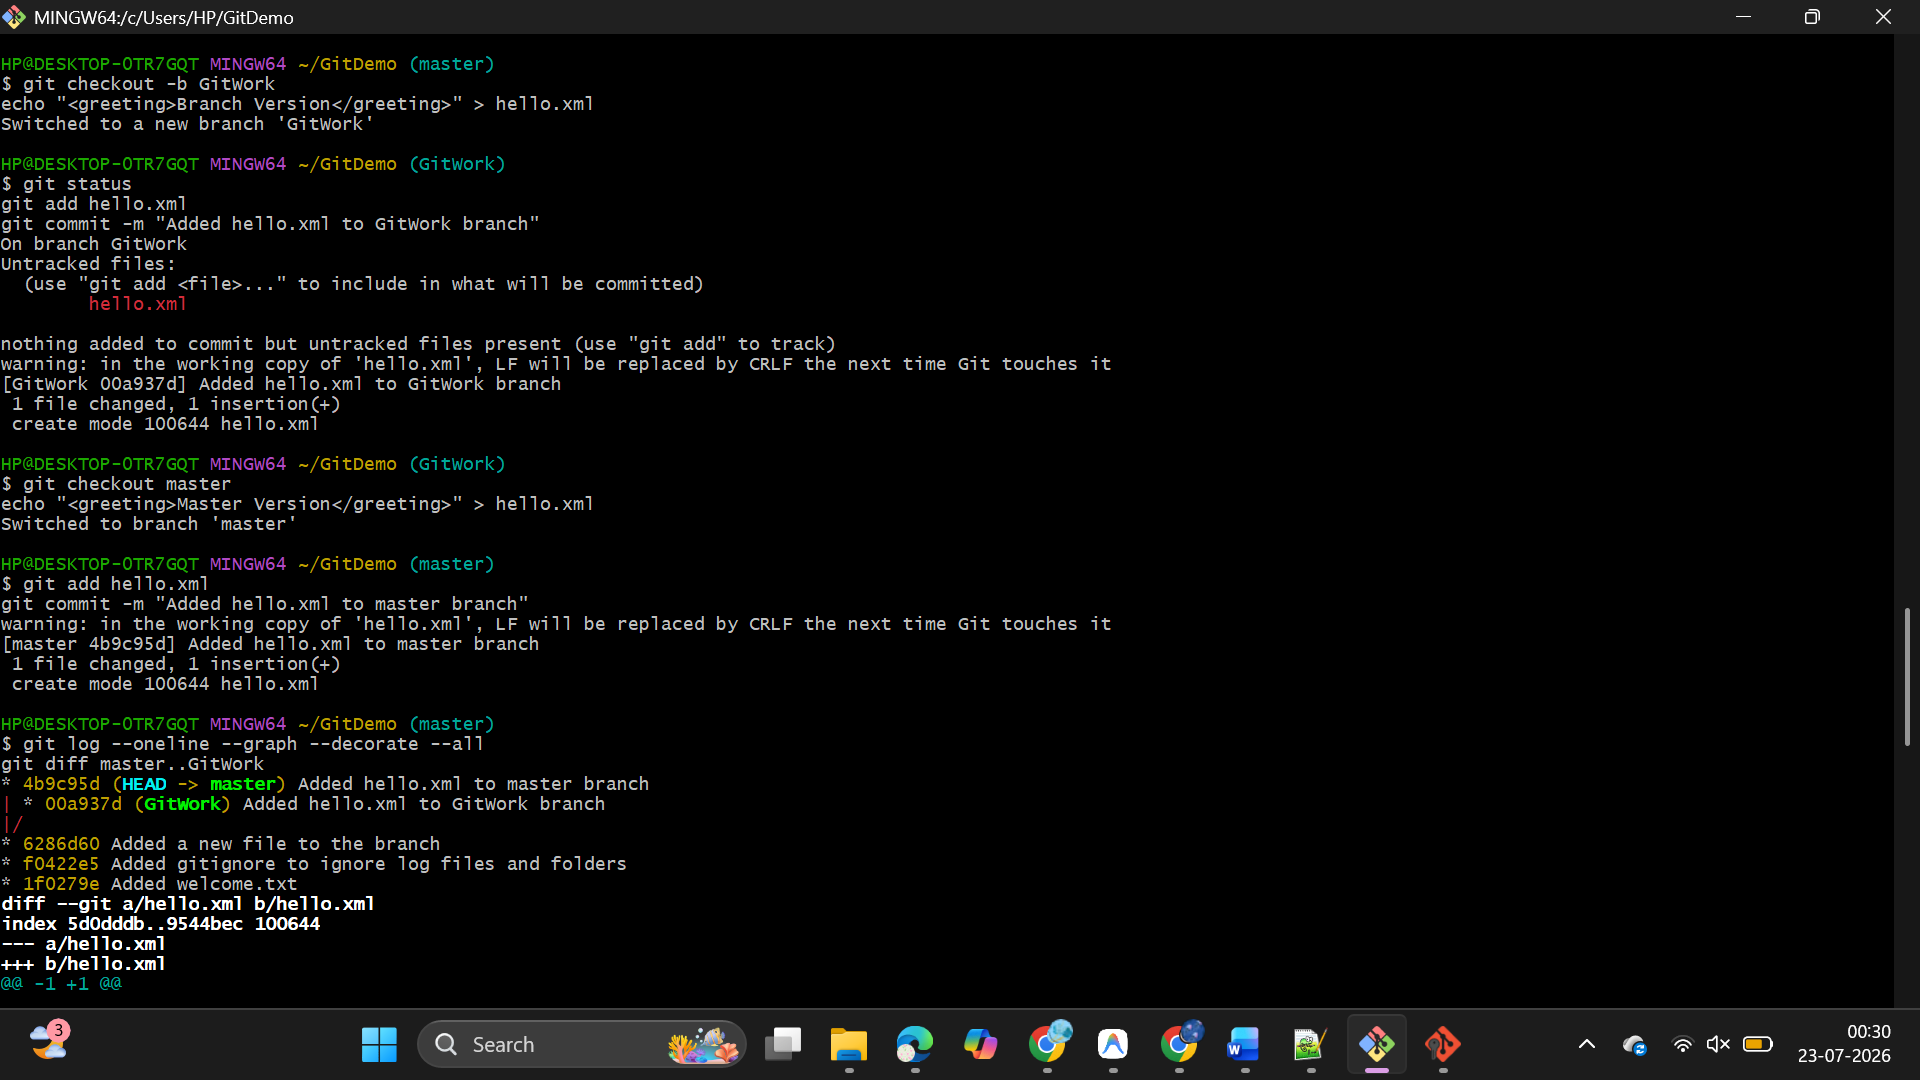 MINGW64:/c/Users/HP/GitDemo
HP@DESKTOP-0TR7GQT MINGW64 ~/GitDemo (master)
$ git checkout -b GitWork
echo "<greeting>Branch Version</greeting>" > hello.xml
Switched to a new branch 'GitWork'
HP@DESKTOP-0TR7GQT MINGW64 ~/GitDemo (GitWork)
$ git status
git add hello.xml
git commit -m "Added hello.xml to GitWork branch"
On branch GitWork
Untracked files:
  (use "git add <file>..." to include in what will be committed)
        hello.xml
nothing added to commit but untracked files present (use "git add" to track)
warning: in the working copy of 'hello.xml', LF will be replaced by CRLF the next time Git touches it
[GitWork 00a937d] Added hello.xml to GitWork branch
 1 file changed, 1 insertion(+)
 create mode 100644 hello.xml
HP@DESKTOP-0TR7GQT MINGW64 ~/GitDemo (GitWork)
$ git checkout master
echo "<greeting>Master Version</greeting>" > hello.xml
Switched to branch 'master'
HP@DESKTOP-0TR7GQT MINGW64 ~/GitDemo (master)
$ git add hello.xml
git commit -m "Added hello.xml to master branch"
warning: in the working copy of 'hello.xml', LF will be replaced by CRLF the next time Git touches it
[master 4b9c95d] Added hello.xml to master branch
 1 file changed, 1 insertion(+)
 create mode 100644 hello.xml
HP@DESKTOP-0TR7GQT MINGW64 ~/GitDemo (master)
$ git log --oneline --graph --decorate --all
git diff master..GitWork
* 4b9c95d (HEAD -> master) Added hello.xml to master branch
| * 00a937d (GitWork) Added hello.xml to GitWork branch
|/
* 6286d60 Added a new file to the branch
* f0422e5 Added gitignore to ignore log files and folders
* 1f0279e Added welcome.txt
diff --git a/hello.xml b/hello.xml
index 5d0dddb..9544bec 100644
--- a/hello.xml
+++ b/hello.xml
@@ -1 +1 @@
3
Search
W
00:30
23-07-2026